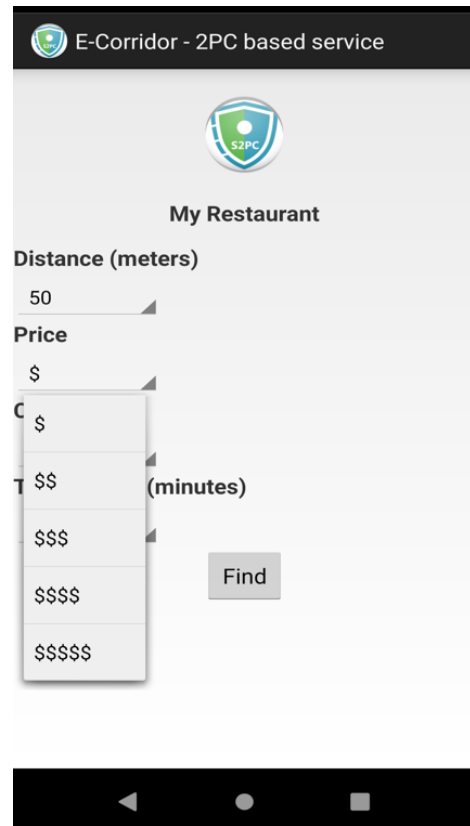 E-Corridor - 2PC based service
S2PC
My Restaurant
Distance (meters)
50
Price
$
$
$$
$$$
(minutes)
$$$$
Find
$$$$$